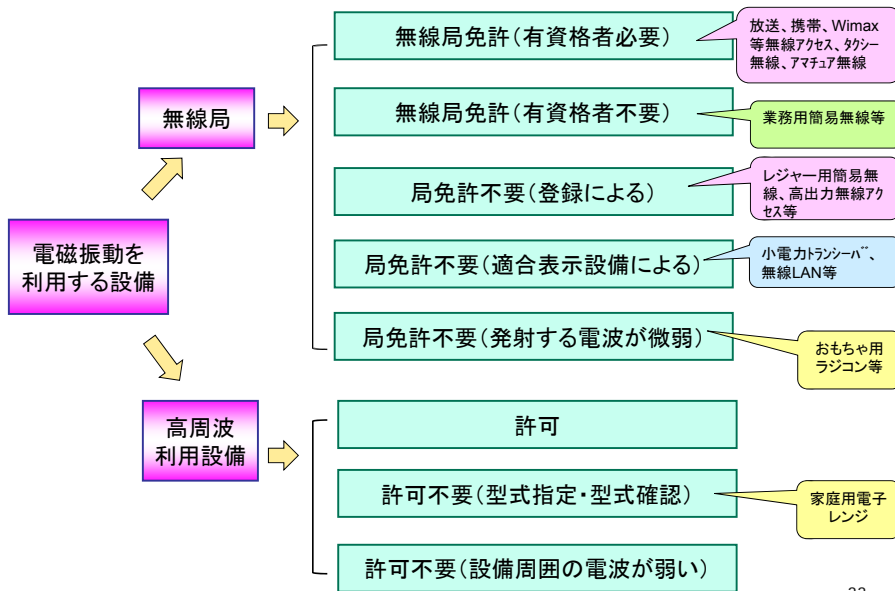 無線局免許(有資格者必要)
放送、携帯、Wimax
等無線アクセス、タクシー
無線、アマチュア無線
無線局
無線局免許(有資格者不要)
業務用簡易無線等
局免許不要(登録による)
レジャー用簡易無
線、高出力無線アク
セス等
電磁振動を
利用する設備
局免許不要(適合表示設備による)
小電力トランシーバ、
無線LAN等
局免許不要(発射する電波が微弱)
おもちゃ用
ラジコン等
高周波
利用設備
許可
許可不要(型式指定・型式確認)
家庭用電子
レンジ
許可不要(設備周囲の電波が弱い)